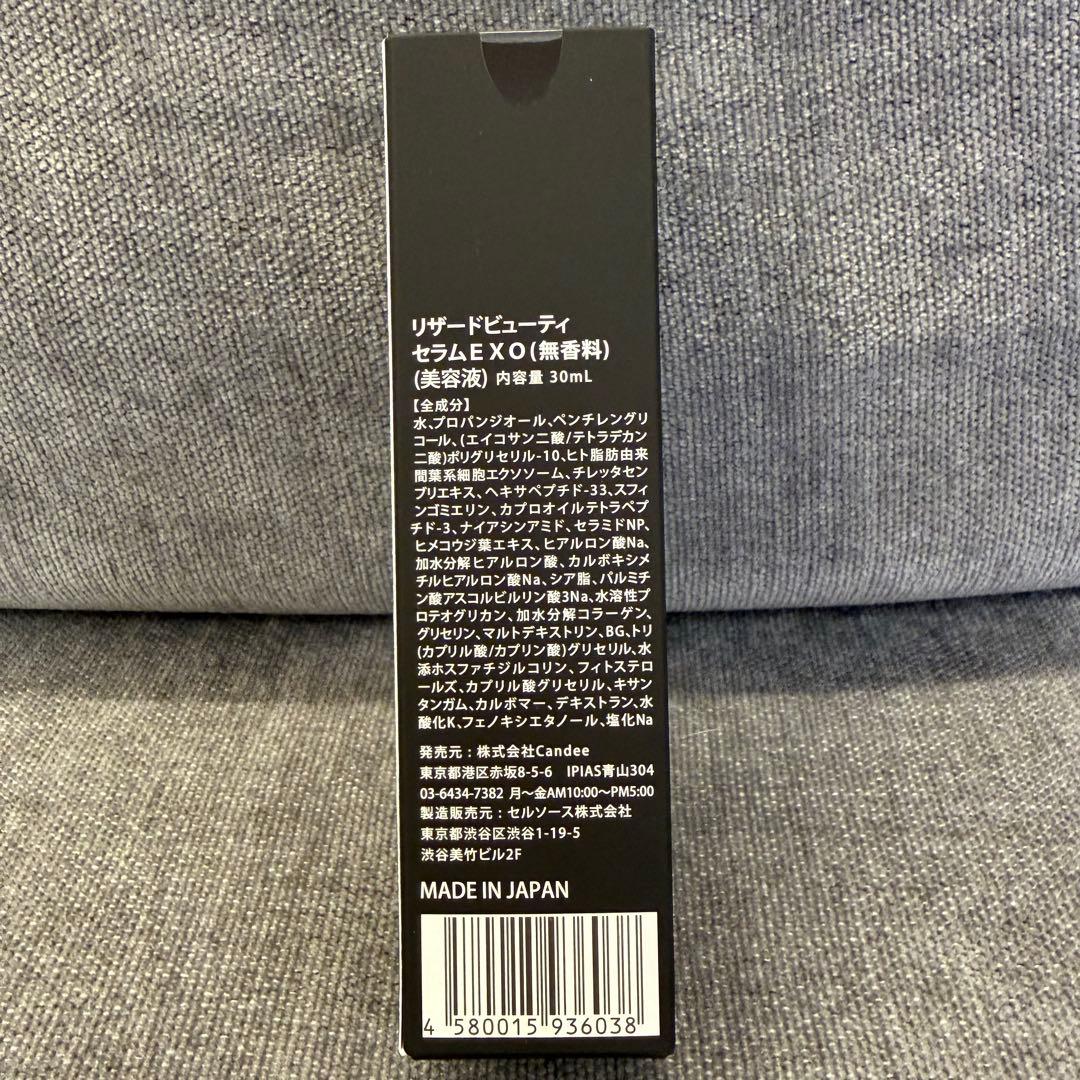 リザードビューティ
セラムEXO(無香料)
(美容液) 内容量 30mL
【全成分】
水、プロパンジオール、ペンチレングリ
コール、(エイコサン二酸/テトラデカン
二酸)ポリグリセリル-10、ヒト脂肪由来
間葉系細胞エクソソーム、チレッタセン
ブリエキス、ヘキサペプチド-33、スフィ
ンゴミエリン、カプロオイルテトラペプ
チド-3、ナイアシンアミド、セラミドNP、
ヒメコウジ葉エキス、ヒアルロン酸Na、
加水分解ヒアルロン酸、カルボキシメ
チルヒアルロン酸Na、シア脂、パルミチ
ン酸アスコルビルリン酸3Na、水溶性プ
ロテオグリカン、加水分解コラーゲン、
グリセリン、マルトデキストリン、BG、トリ
(カプリル酸/カプリン酸)グリセリル、水
添ホスファチジルコリン、フィトステロ
ールズ、カプリル酸グリセリル、キサン
タンガム、カルボマー、デキストラン、水
酸化K、フェノキシエタノール、塩化Na
発売元：株式会社Candee
東京都港区赤坂8-5-6 IPIAS青山304
03-6434-7382 月～金AM10:00～PM5:00
製造販売元：セルソース株式会社
東京都渋谷区渋谷1-19-5
渋谷美竹ビル2F
MADE IN JAPAN
4 580015 936038